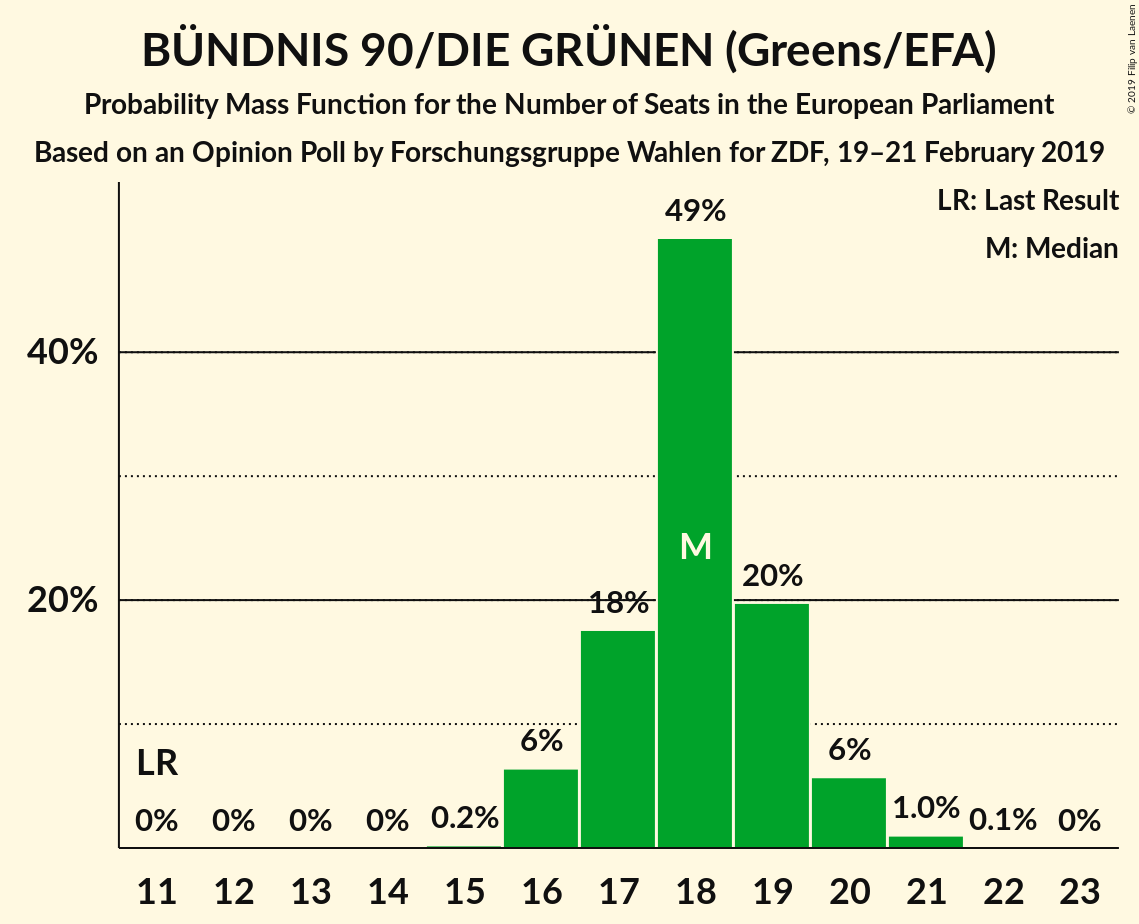 BÜNDNIS 90/DIE GRÜNEN (Greens/EFA)
Probability Mass Function for the Number of Seats in the European Parliament
Based on an Opinion Poll by Forschungsgruppe Wahlen for ZDF, 19–21 February 2019
© 2019 Filip van Laenen
LR: Last Result
M: Median
49%
40%
M
20%
20%
18%
6%
6%
LR
0% 0% 0% 0% 0.2% 1.0% 0.1% 0%
11 12 13 14 15 16 17 18 19 20 21 22 23